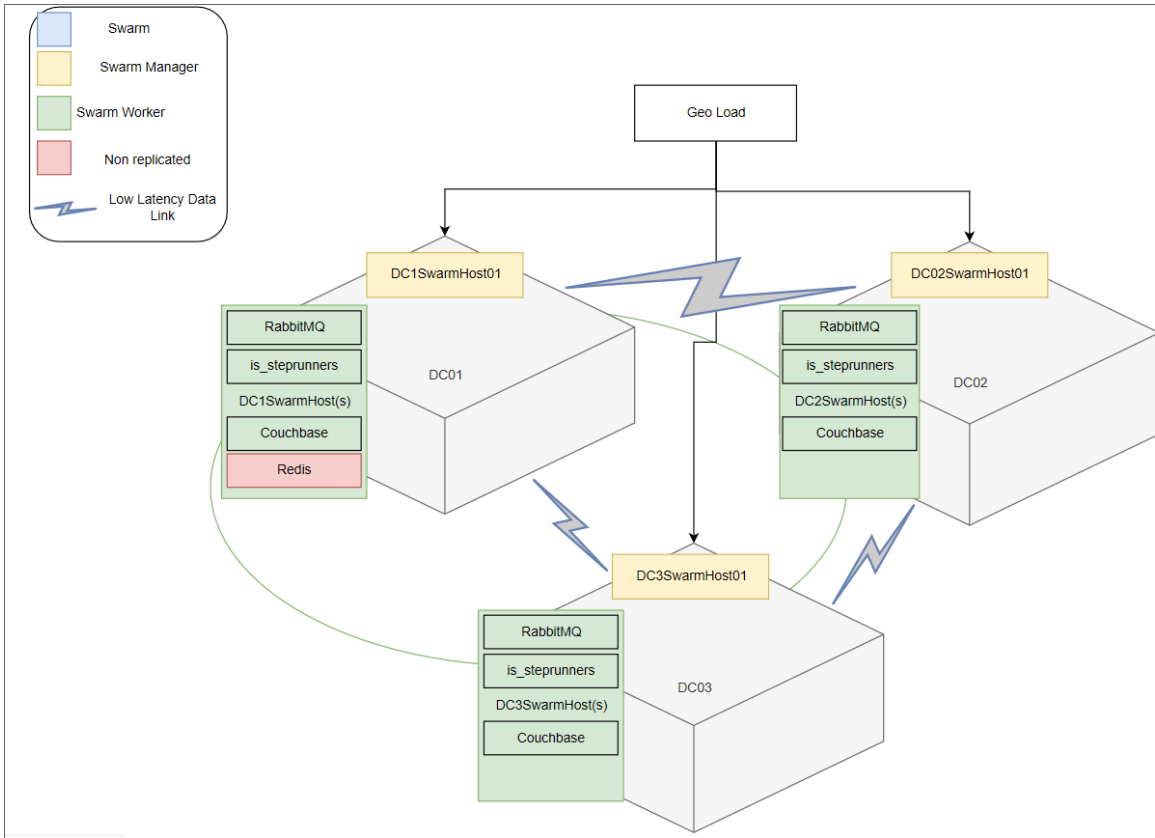 Swarm
Swarm Manager
Swarm Worker
Non replicated
Low Latency Data
Link
Geo Load
DC1SwarmHost01
RabbitMQ
is_steprunners
DC1SwarmHost(s)
Couchbase
Redis
DC01
DC02SwarmHost01
RabbitMQ
is_steprunners
DC2SwarmHost(s)
Couchbase
DC02
DC3SwarmHost01
RabbitMQ
is_steprunners
DC3SwarmHost(s)
Couchbase
DC03